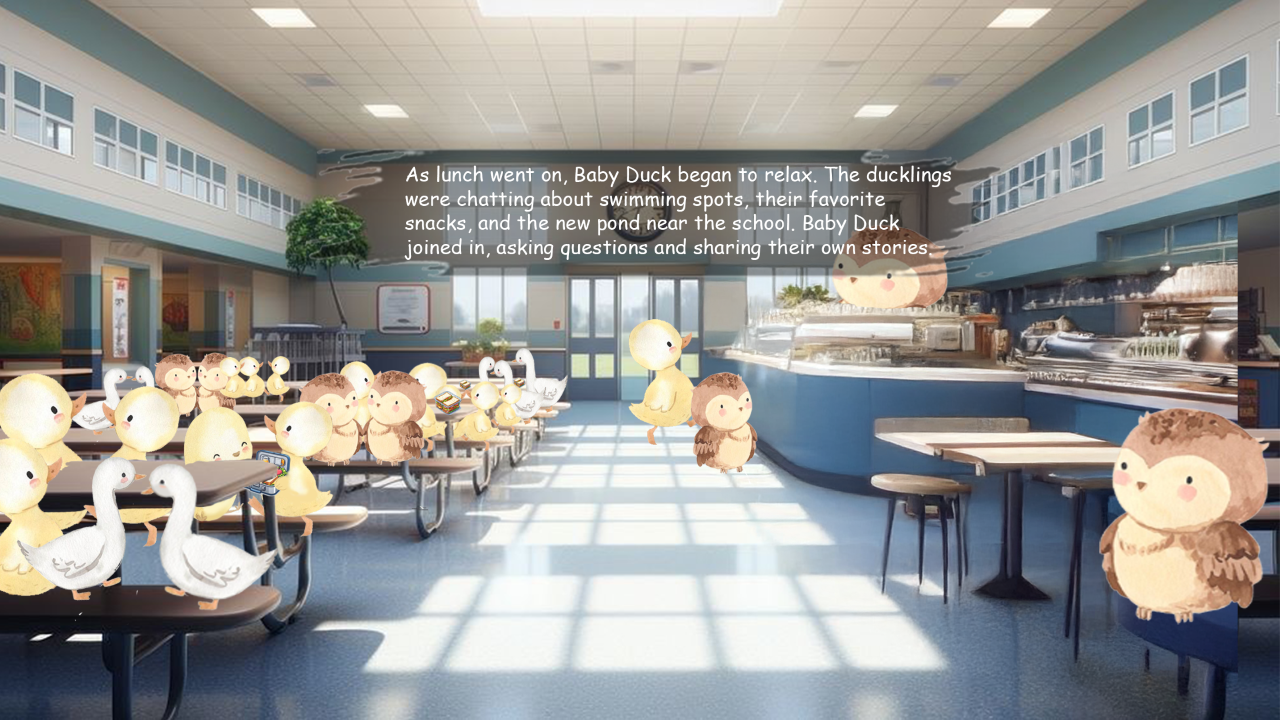 As lunch went on, Baby Duck began to relax. The ducklings
were chatting about swimming spots, their favorite
snacks, and the new pond near the school. Baby Duck
joined in, asking questions and sharing their own stories.